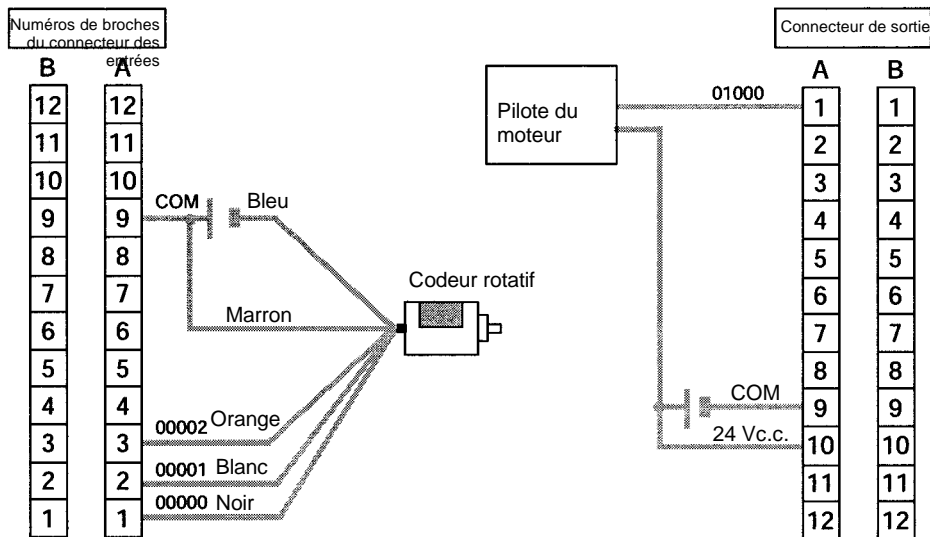 Numéros de broches
du connecteur des
entrées
B A
12 12
11 11
10 10
9 9
8 8
7 7
6 6
5 5
4 4
3 3
2 2
1 1
COM Bleu
Marron
Codeur rotatif
00002 Orange
00001 Blanc
00000 Noir
Pilote du
moteur
01000
Connecteur de sortie
A B
1 1
2 2
3 3
4 4
5 5
6 6
7 7
8 8
9 9
10 10
11 11
12 12
COM
24 Vc.c.